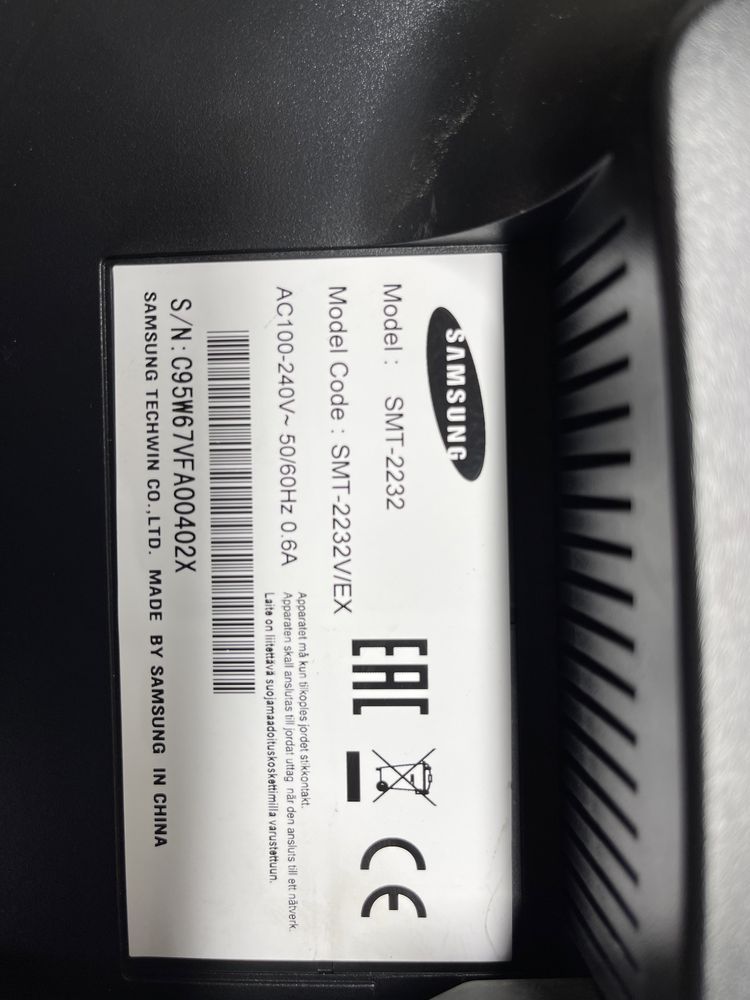 SAMSUNG
Model : SMT-2232
Model Code : SMT-2232V/EX
AC100-240V~ 50/60Hz 0.6A
EAC
CE
Apparatet må kun tilkoples jordet stikkontakt.
Apparaten skall anslutas till jordat uttag när den ansluts till ett nätverk.
Laite on liitettävä suojamaadoituskoskettimilla varustettuun.
S/N: C95W67VFA00402X
SAMSUNG TECHWIN CO.,LTD. MADE BY SAMSUNG IN CHINA